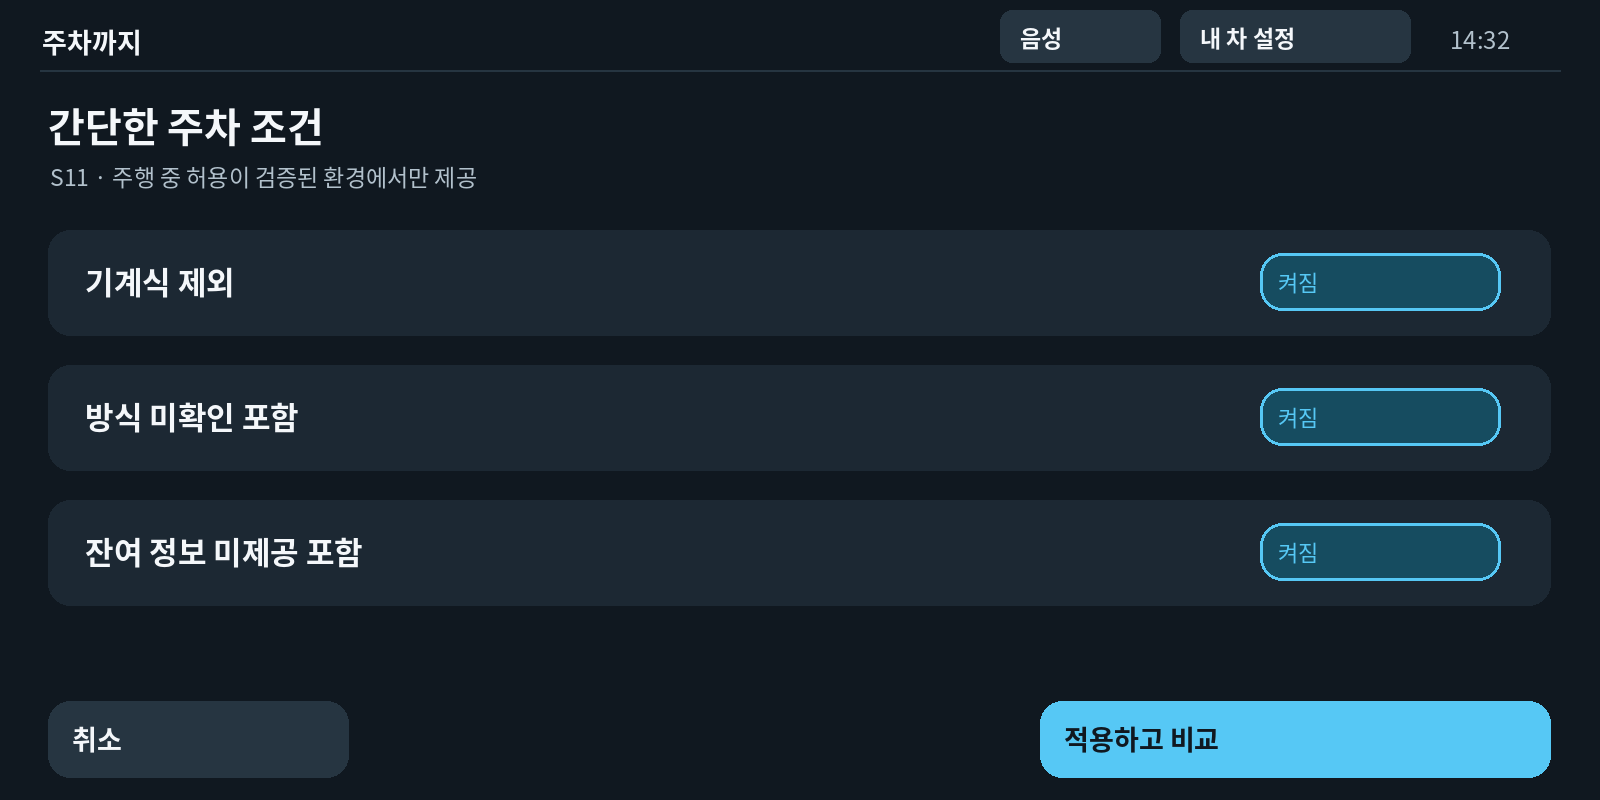 주차까지
음성
내 차 설정
14:32
간단한 주차 조건
S11 · 주행 중 허용이 검증된 환경에서만 제공
기계식 제외
켜짐
방식 미확인 포함
켜짐
잔여 정보 미제공 포함
켜짐
취소
적용하고 비교